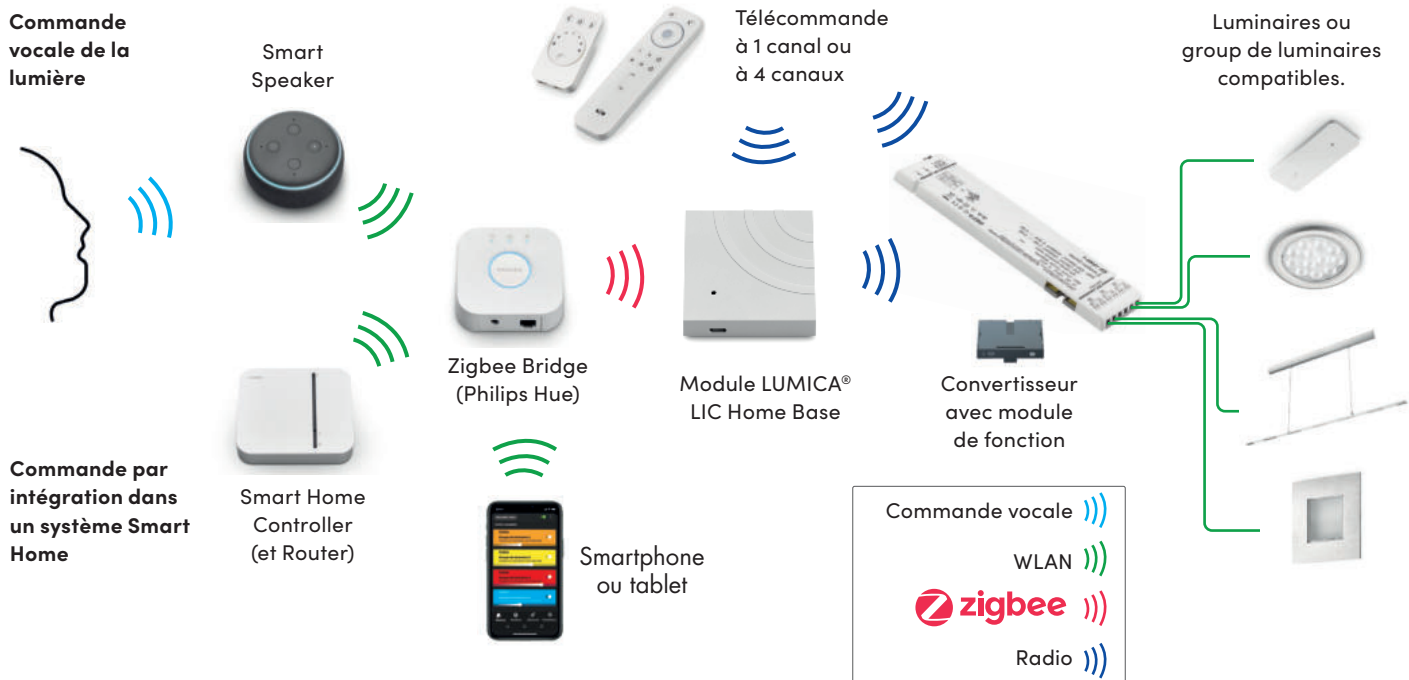 Commande
vocale de la
lumière
Smart
Speaker
Télécommande
à 1 canal ou
à 4 canaux
Luminaires ou
group de luminaires
compatibles.
Zigbee Bridge
(Philips Hue)
Module LUMICA®
LIC Home Base
Convertisseur
avec module
de fonction
Commande par
intégration dans
un système Smart
Home
Smart Home
Controller
(et Router)
Smartphone
ou tablet
Commande vocale
WLAN
zigbee
Radio